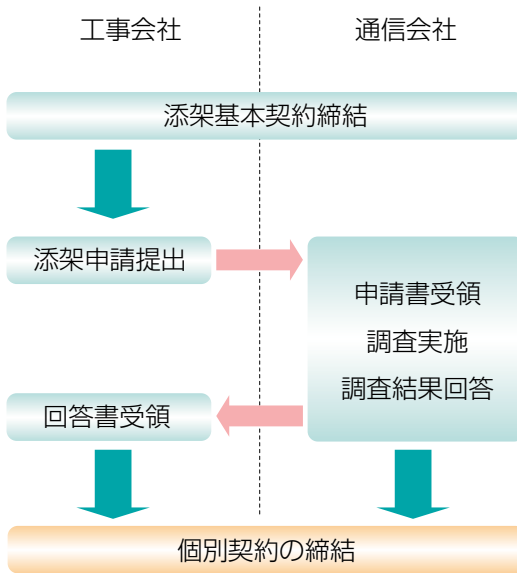 工事会社
通信会社
添架基本契約締結
添架申請提出
申請書受領
調査実施
調査結果回答
回答書受領
個別契約の締結